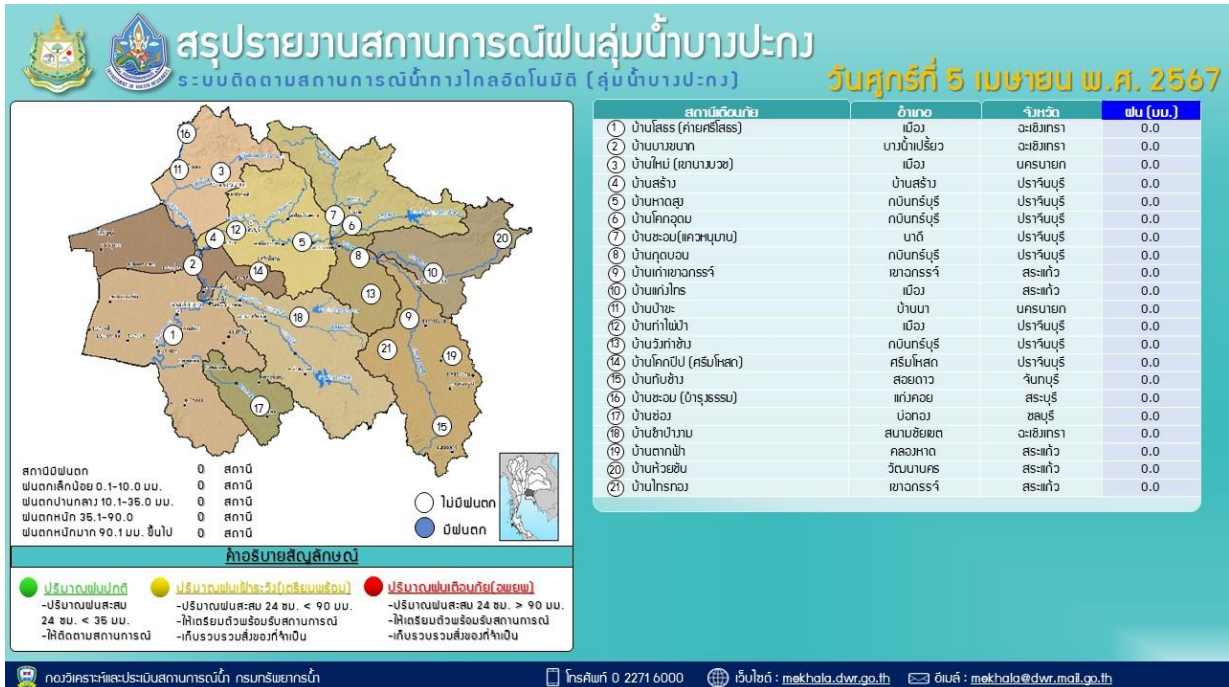 สรุปรายงานสถานการณ์ฝนลุ่มน้ำบางปะกง
ระบบติดตามสถานการณ์น้ำทางไกลอัตโนมัติ (ลุ่มน้ำบางปะกง)
วันศุกร์ที่ 5 เมษายน พ.ศ. 2567
สถานีเตือนภัย อำเภอ จังหวัด ฝน (มม.)
1 บ้านโสธร (ค่ายศรีโสธร) เมือง ฉะเชิงเทรา 0.0
2 บ้านบางขนาก บางน้ำเปรี้ยว ฉะเชิงเทรา 0.0
3 บ้านใหม่ (เขานางบวช) เมือง นครนายก 0.0
4 บ้านสร้าง บ้านสร้าง ปราจีนบุรี 0.0
5 บ้านหาดสูง กบินทร์บุรี ปราจีนบุรี 0.0
6 บ้านโคกอุดม กบินทร์บุรี ปราจีนบุรี 0.0
7 บ้านชะอม(แควหนุมาน) นาดี ปราจีนบุรี 0.0
8 บ้านกุดบอน กบินทร์บุรี ปราจีนบุรี 0.0
9 บ้านเก่าเขาฉกรรจ์ เขาฉกรรจ์ สระแก้ว 0.0
10 บ้านแก่งไทร เมือง สระแก้ว 0.0
11 บ้านป่าขะ บ้านนา นครนายก 0.0
12 บ้านท่าไผ่ป่า เมือง ปราจีนบุรี 0.0
13 บ้านวังท่าช้าง กบินทร์บุรี ปราจีนบุรี 0.0
14 บ้านโคกปีป (ศรีมโหสถ) ศรีมโหสถ ปราจีนบุรี 0.0
15 บ้านทับช้าง สอยดาว จันทบุรี 0.0
16 บ้านชะอม (บำรุงธรรม) แก่งคอย สระบุรี 0.0
17 บ้านช่อง บ่อทอง ชลบุรี 0.0
18 บ้านชำป่างาม สนามชัยเขต ฉะเชิงเทรา 0.0
19 บ้านตากฟ้า คลองหาด สระแก้ว 0.0
20 บ้านห้วยชัน วัฒนานคร สระแก้ว 0.0
21 บ้านไทรทอง เขาฉกรรจ์ สระแก้ว 0.0
16
11
3
7
6
12
4
5
20
8
2
14
10
13
18
9
1
21
19
17
15
สถานีมีฝนตก 0 สถานี
ฝนตกเล็กน้อย 0.1-10.0 มม. 0 สถานี
ฝนตกปานกลาง 10.1-35.0 มม. 0 สถานี
ฝนตกหนัก 35.1-90.0 0 สถานี
ฝนตกหนักมาก 90.1 มม. ขึ้นไป 0 สถานี
ไม่มีฝนตก
มีฝนตก
คำอธิบายสัญลักษณ์
ปริมาณฝนปกติ
-ปริมาณฝนสะสม
24 ชม. < 35 มม.
-ให้ติดตามสถานการณ์
ปริมาณฝนเฝ้าระวัง(เตรียมพร้อม)
-ปริมาณฝนสะสม 24 ชม. < 90 มม.
-ให้เตรียมตัวพร้อมรับสถานการณ์
-เก็บรวบรวมสิ่งของที่จำเป็น
ปริมาณฝนเตือนภัย(อพยพ)
-ปริมาณฝนสะสม 24 ชม. > 90 มม.
-ให้เตรียมตัวพร้อมรับสถานการณ์
-เก็บรวบรวมสิ่งของที่จำเป็น
กองวิเคราะห์และประเมินสถานการณ์น้ำ กรมทรัพยากรน้ำ
โทรศัพท์ 0 2271 6000
เว็บไซต์ : mekhala.dwr.go.th
อีเมล์ : mekhala@dwr.mail.go.th